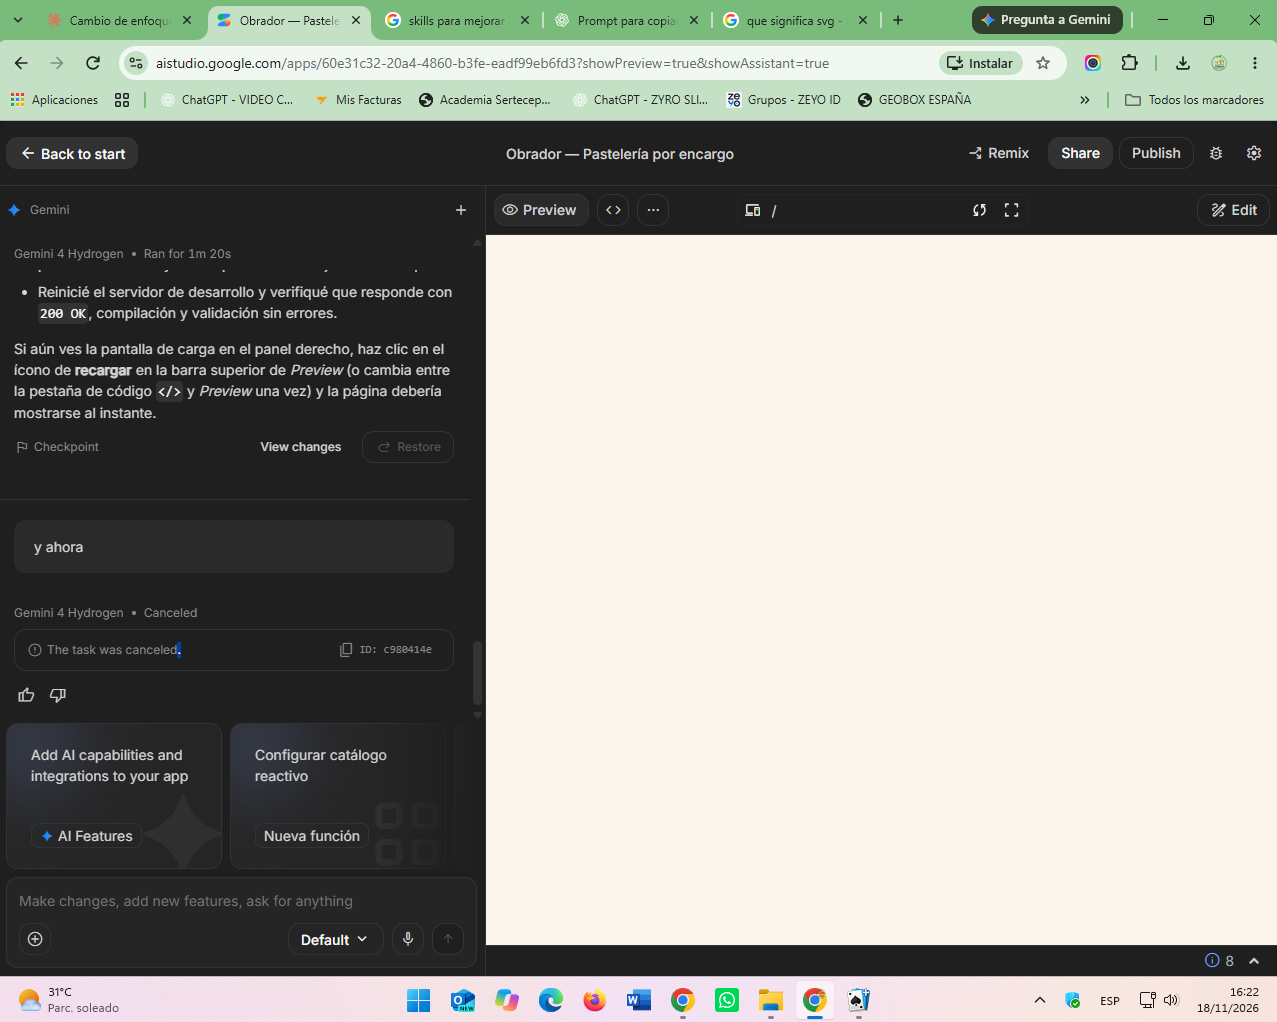 Cambio de enfoqu
Obrador — Pastele
skills para mejorar
Prompt para copia
que significa svg -
Pregunta a Gemini
aistudio.google.com/apps/60e31c32-20a4-4860-b3fe-eadf99eb6fd3?showPreview=true&showAssistant=true
Instalar
Aplicaciones
ChatGPT - VIDEO C...
Mis Facturas
Academia Sertecep...
ChatGPT - ZYRO SLI...
Grupos - ZEYO ID
GEOBOX ESPAÑA
Todos los marcadores
Back to start
Obrador — Pastelería por encargo
Remix
Share
Publish
Gemini
Preview
/
Edit
Gemini 4 Hydrogen • Ran for 1m 20s
• Reinicié el servidor de desarrollo y verifiqué que responde con
200 OK, compilación y validación sin errores.
Si aún ves la pantalla de carga en el panel derecho, haz clic en el
ícono de recargar en la barra superior de Preview (o cambia entre
la pestaña de código </> y Preview una vez) y la página debería
mostrarse al instante.
Checkpoint
View changes
Restore
y ahora
Gemini 4 Hydrogen • Canceled
The task was canceled.
ID: c980414e
Add AI capabilities and
integrations to your app
AI Features
Configurar catálogo
reactivo
Nueva función
Make changes, add new features, ask for anything
Default
8
31°C
Parc. soleado
ESP
16:22
18/11/2026